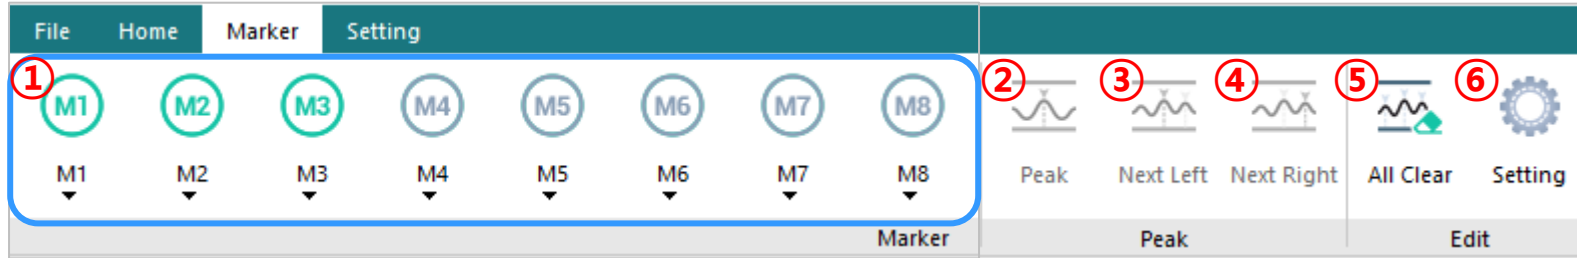 File Home Marker Setting
① ② ③ ④ ⑤ ⑥
M1 M2 M3 M4 M5 M6 M7 M8
M1 M2 M3 M4 M5 M6 M7 M8 Peak Next Left Next Right All Clear Setting
Marker Peak Edit